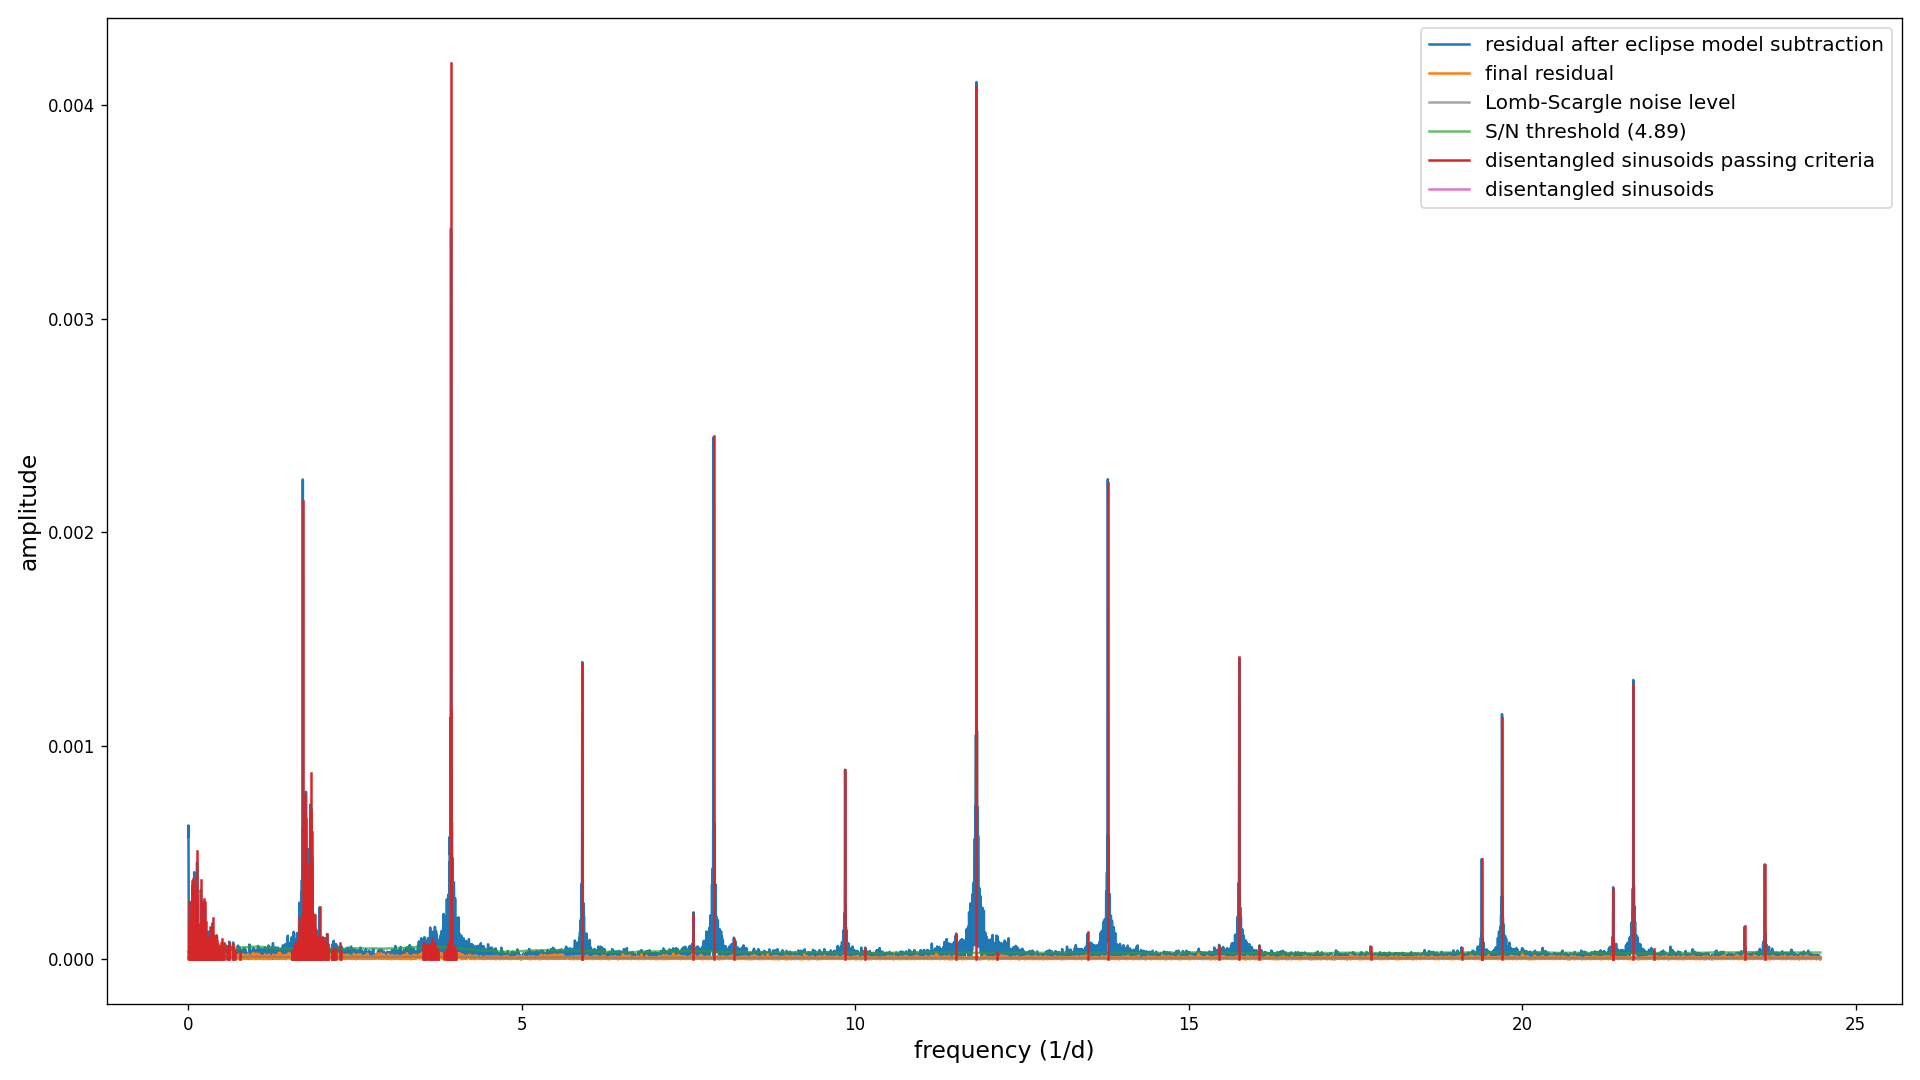 residual after eclipse model subtraction
final residual
Lomb-Scargle noise level
S/N threshold (4.89)
disentangled sinusoids passing criteria
disentangled sinusoids
amplitude
0.004
0.003
0.002
0.001
0.000
0 5 10 15 20 25
frequency (1/d)